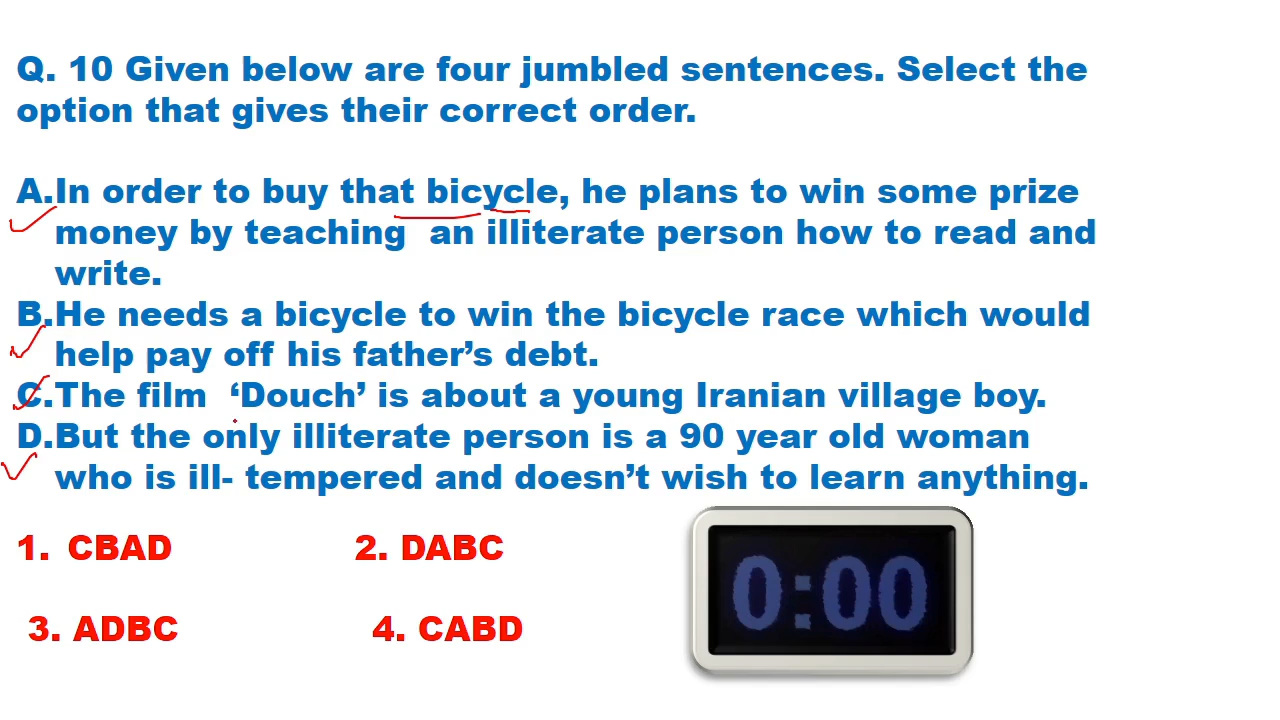 Q. 10 Given below are four jumbled sentences. Select the
option that gives their correct order.
A.In order to buy that bicycle, he plans to win some prize
money by teaching an illiterate person how to read and
write.
B.He needs a bicycle to win the bicycle race which would
help pay off his father’s debt.
C.The film ‘Douch’ is about a young Iranian village boy.
D.But the only illiterate person is a 90 year old woman
who is ill- tempered and doesn’t wish to learn anything.
1. CBAD 2. DABC
3. ADBC 4. CABD
0:00